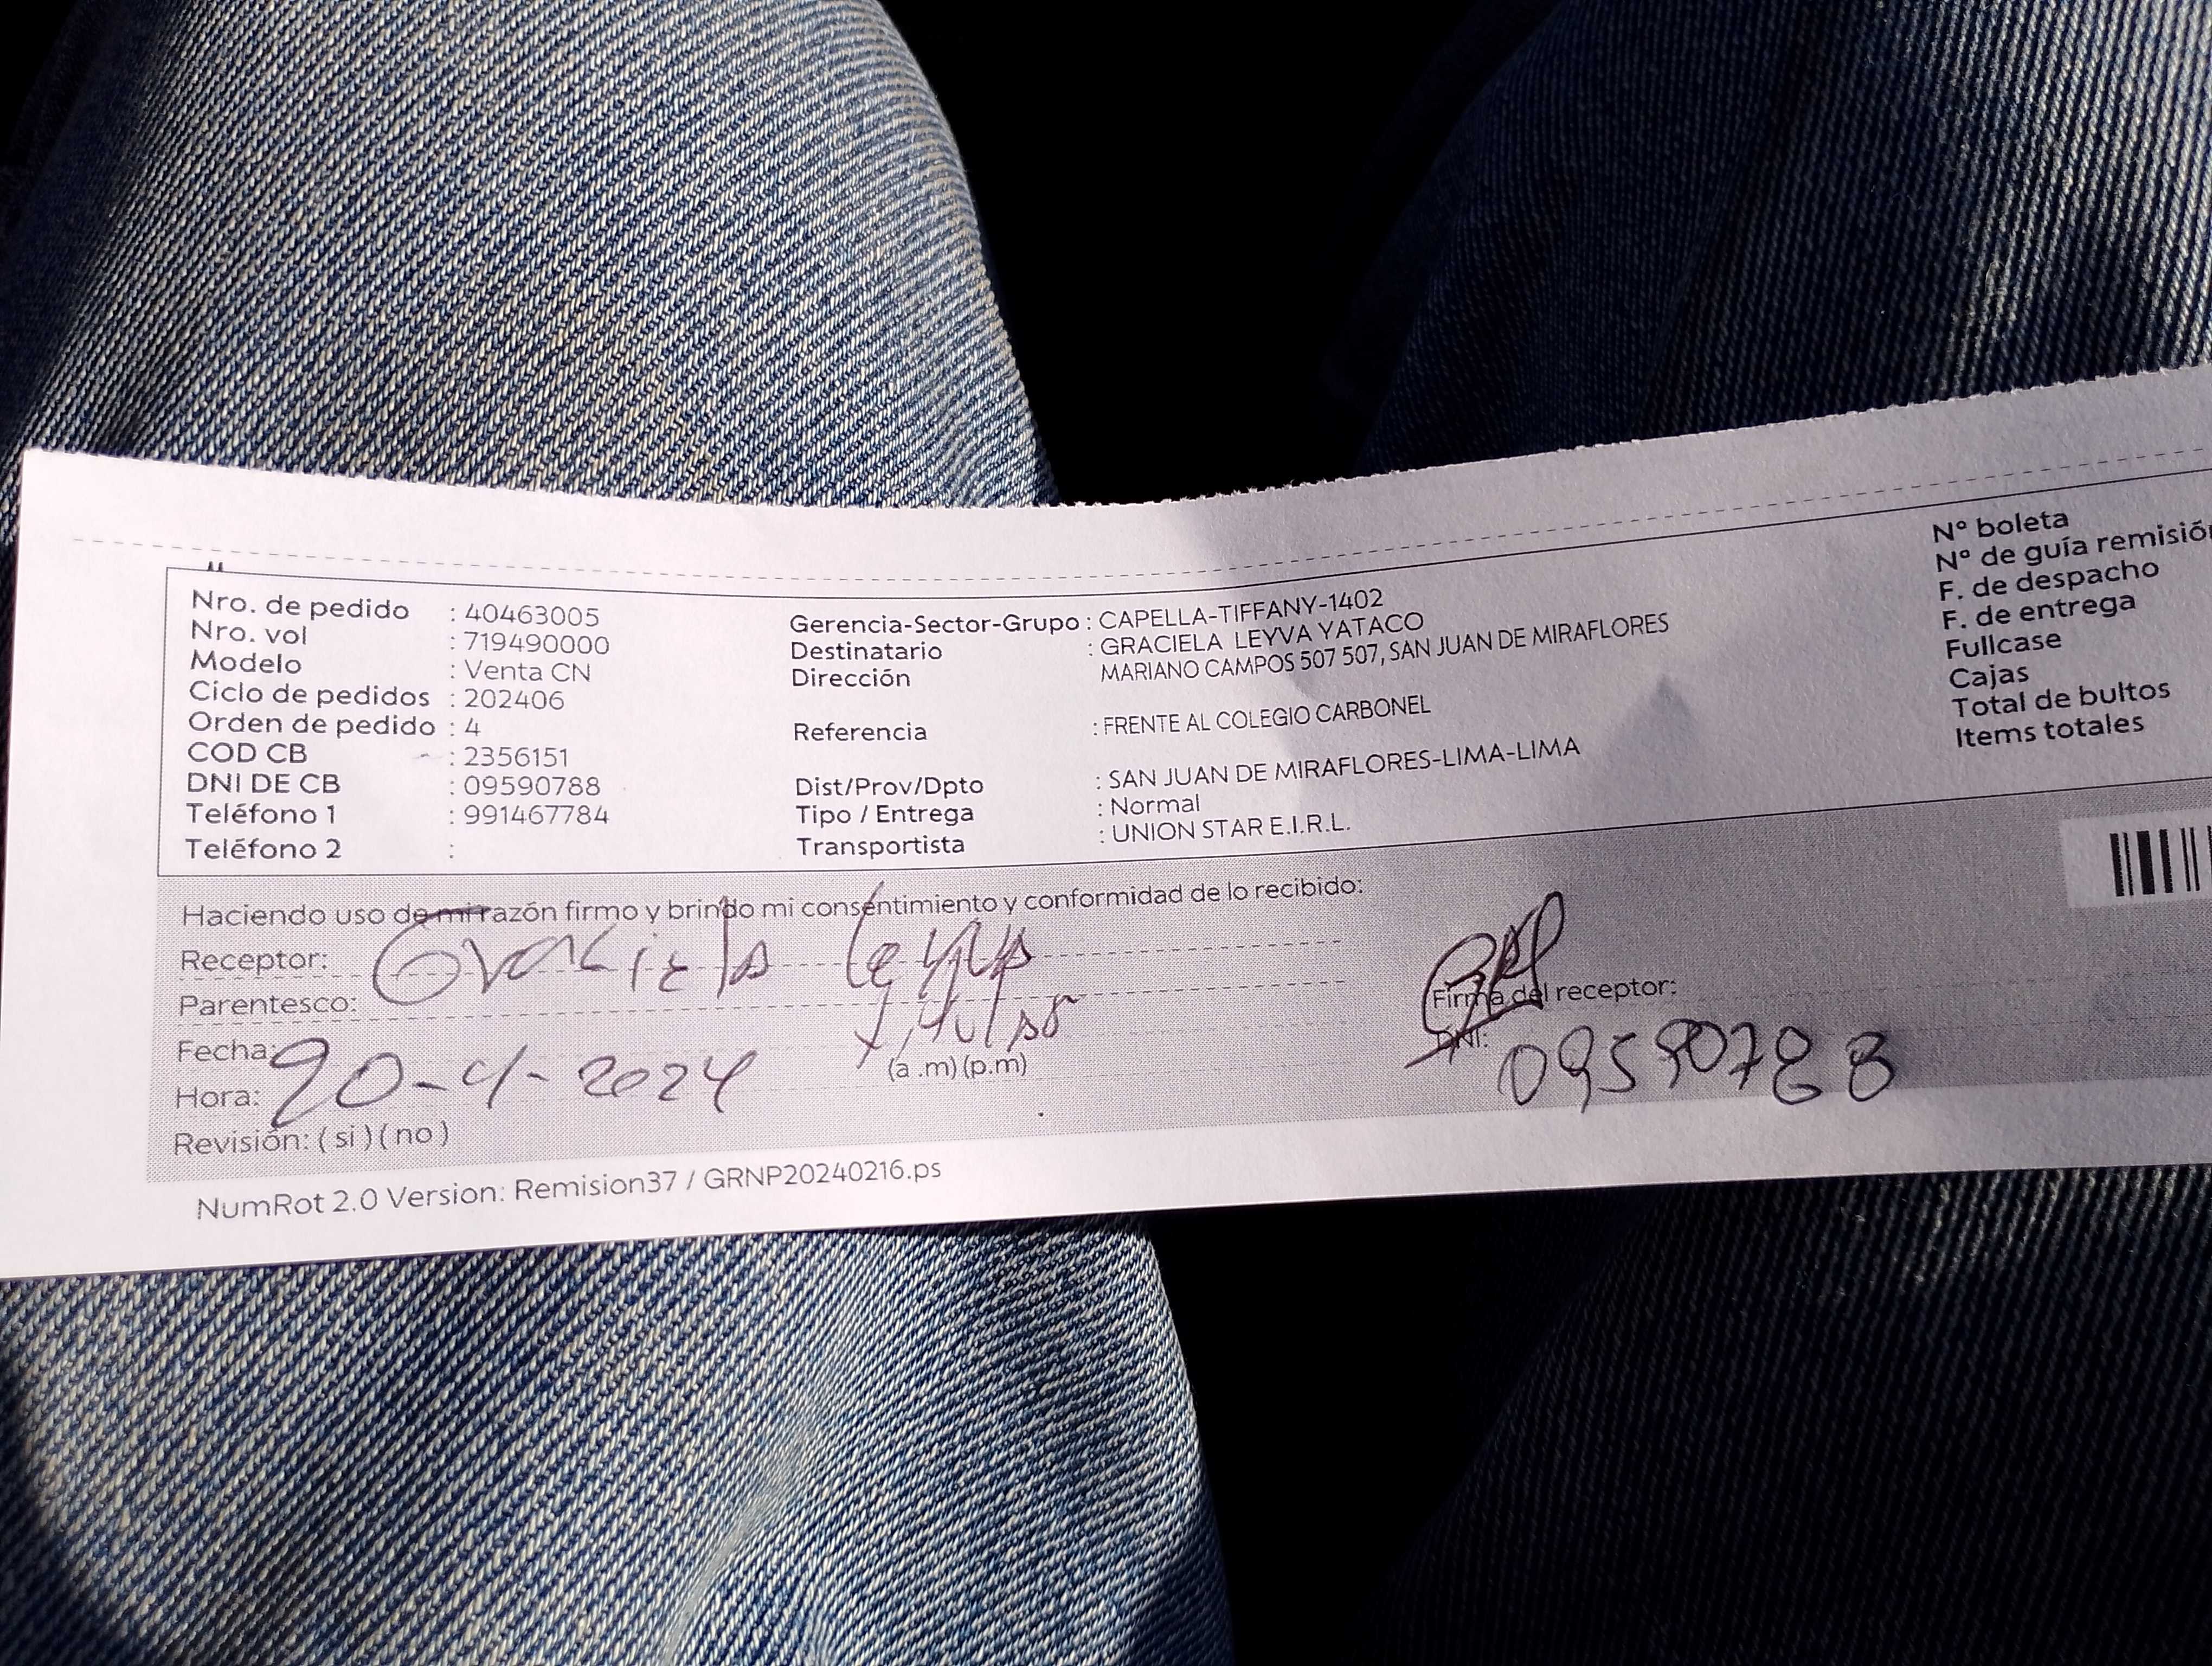 Nro. de pedido : 40463005
Nro. vol : 719490000
Modelo : Venta CN
Ciclo de pedidos : 202406
Orden de pedido : 4
COD CB : 2356151
DNI DE CB : 09590788
Teléfono 1 : 991467784
Teléfono 2 :
Gerencia-Sector-Grupo : CAPELLA-TIFFANY-1402
Destinatario : GRACIELA LEYVA YATACO
Dirección MARIANO CAMPOS 507 507, SAN JUAN DE MIRAFLORES
Referencia : FRENTE AL COLEGIO CARBONEL
Dist/Prov/Dpto : SAN JUAN DE MIRAFLORES-LIMA-LIMA
Tipo / Entrega : Normal
Transportista : UNION STAR E.I.R.L.
N° boleta
N° de guía remisión
F. de despacho
F. de entrega
Fullcase
Cajas
Total de bultos
Items totales
Haciendo uso de mi razón firmo y brindo mi consentimiento y conformidad de lo recibido:
Receptor: Graciela Leyva
Parentesco: titular
Fecha: 20-4-2024
Hora: (a .m) (p.m)
Revisión: ( si ) ( no )
Firma del receptor:
DNI: 09590788
NumRot 2.0 Version: Remision37 / GRNP20240216.ps